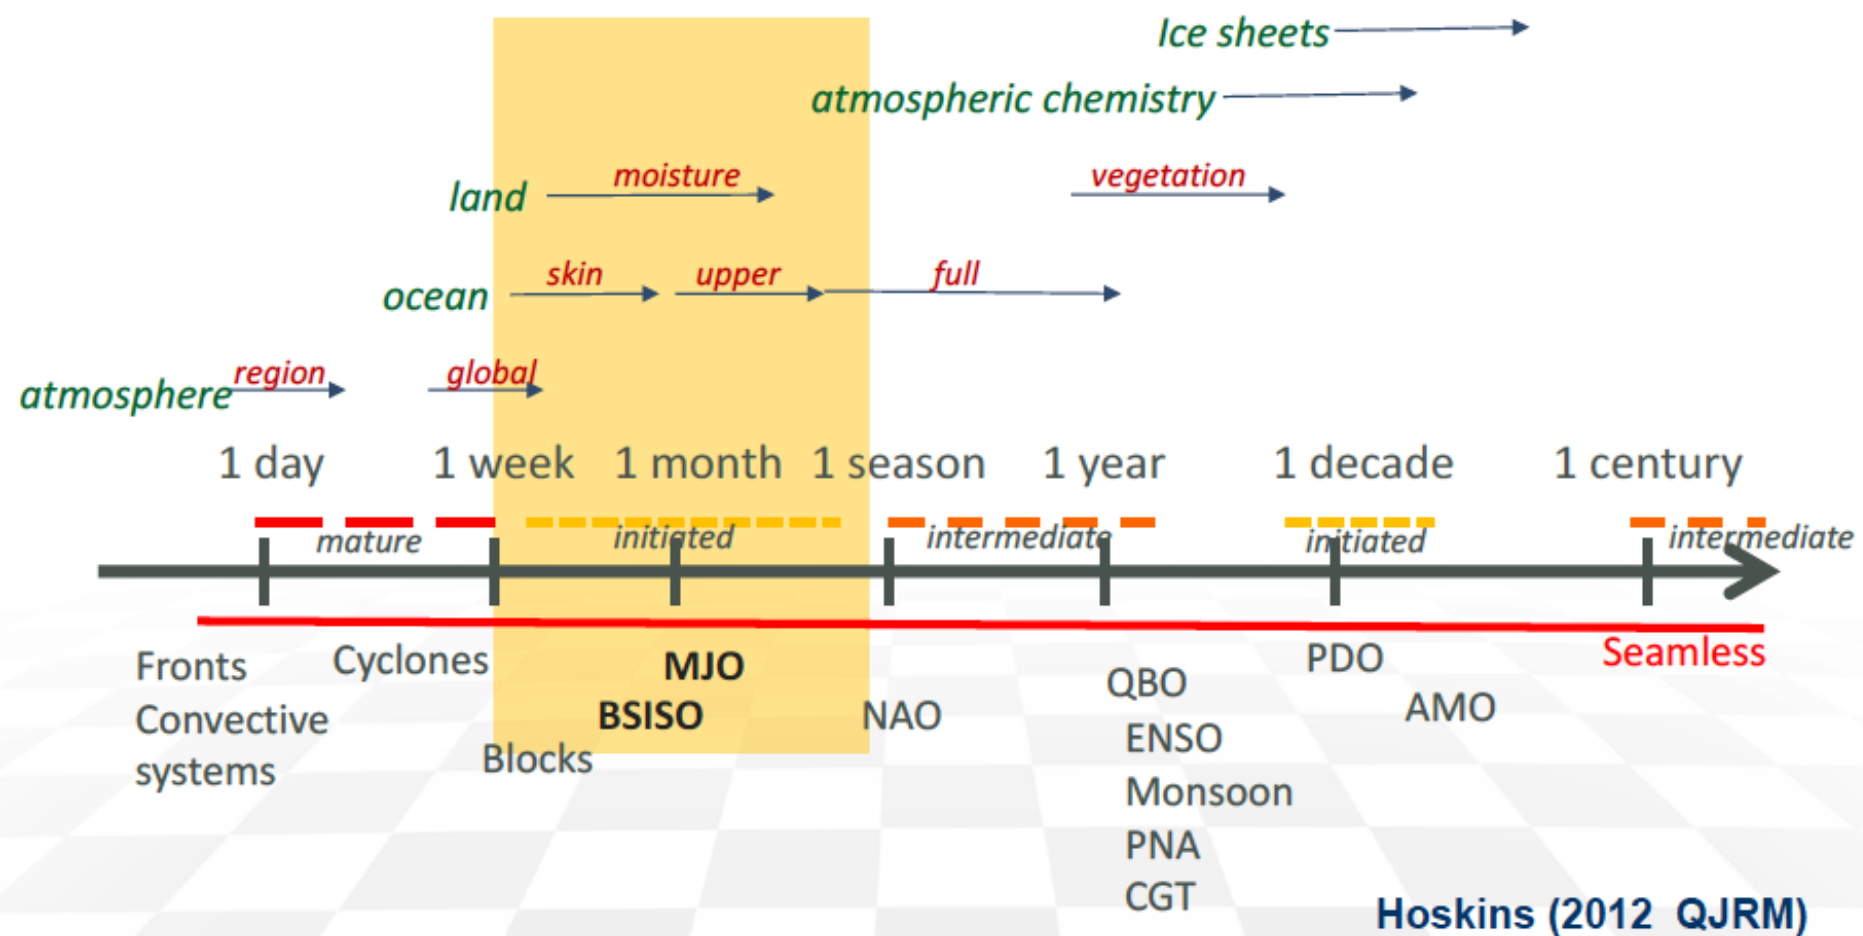 Ice sheets
atmospheric chemistry
land moisture vegetation
ocean skin upper full
atmosphere region global
1 day 1 week 1 month 1 season 1 year 1 decade 1 century
mature initiated intermediate initiated intermediate
Seamless
Fronts Cyclones MJO PDO
Convective BSISO NAO QBO AMO
systems Blocks ENSO
Monsoon
PNA
CGT
Hoskins (2012 QJRM)